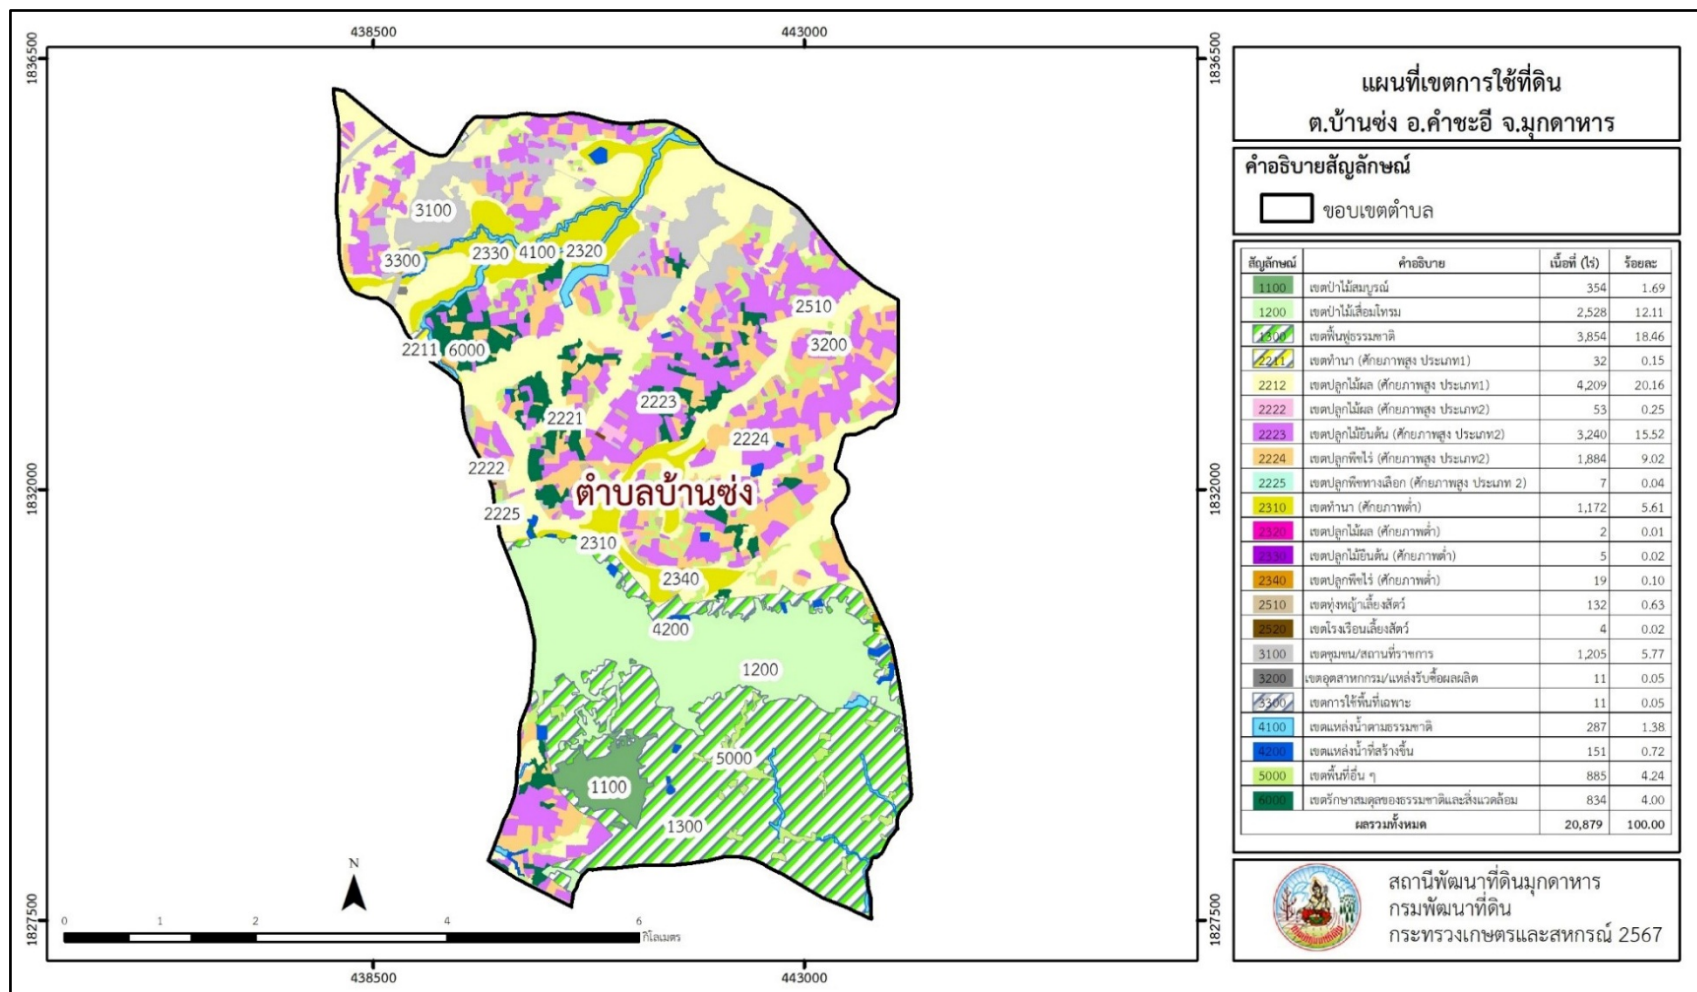 438500
443000
1836500
1836500
แผนที่เขตการใช้ที่ดิน
ต.บ้านซ่ง อ.คำชะอี จ.มุกดาหาร
คำอธิบายสัญลักษณ์
ขอบเขตตำบล
3100
3300
2330
4100
2320
2510
3200
2211
6000
2221
2223
2224
2222
ตำบลบ้านซ่ง
2225
2310
2340
4200
1200
5000
1100
1300
1832000
1832000
สัญลักษณ์ คำอธิบาย เนื้อที่ (ไร่) ร้อยละ
1100 เขตป่าไม้สมบูรณ์ 354 1.69
1200 เขตป่าไม้เสื่อมโทรม 2,528 12.11
1300 เขตฟื้นฟูธรรมชาติ 3,854 18.46
2211 เขตทำนา (ศักยภาพสูง ประเภท1) 32 0.15
2212 เขตปลูกไม้ผล (ศักยภาพสูง ประเภท1) 4,209 20.16
2222 เขตปลูกไม้ผล (ศักยภาพสูง ประเภท2) 53 0.25
2223 เขตปลูกไม้ยืนต้น (ศักยภาพสูง ประเภท2) 3,240 15.52
2224 เขตปลูกพืชไร่ (ศักยภาพสูง ประเภท2) 1,884 9.02
2225 เขตปลูกพืชทางเลือก (ศักยภาพสูง ประเภท 2) 7 0.04
2310 เขตทำนา (ศักยภาพต่ำ) 1,172 5.61
2320 เขตปลูกไม้ผล (ศักยภาพต่ำ) 2 0.01
2330 เขตปลูกไม้ยืนต้น (ศักยภาพต่ำ) 5 0.02
2340 เขตปลูกพืชไร่ (ศักยภาพต่ำ) 19 0.10
2510 เขตทุ่งหญ้าเลี้ยงสัตว์ 132 0.63
2520 เขตโรงเรือนเลี้ยงสัตว์ 4 0.02
3100 เขตชุมชน/สถานที่ราชการ 1,205 5.77
3200 เขตอุตสาหกกรม/แหล่งรับซื้อผลผลิต 11 0.05
3300 เขตการใช้พื้นที่เฉพาะ 11 0.05
4100 เขตแหล่งน้ำตามธรรมชาติ 287 1.38
4200 เขตแหล่งน้ำที่สร้างขึ้น 151 0.72
5000 เขตพื้นที่อื่น ๆ 885 4.24
6000 เขตรักษาสมดุลของธรรมชาติและสิ่งแวดล้อม 834 4.00
ผลรวมทั้งหมด 20,879 100.00
N
0 1 2 4 6
กิโลเมตร
1827500
1827500
438500
443000
สถานีพัฒนาที่ดินมุกดาหาร
กรมพัฒนาที่ดิน
กระทรวงเกษตรและสหกรณ์ 2567